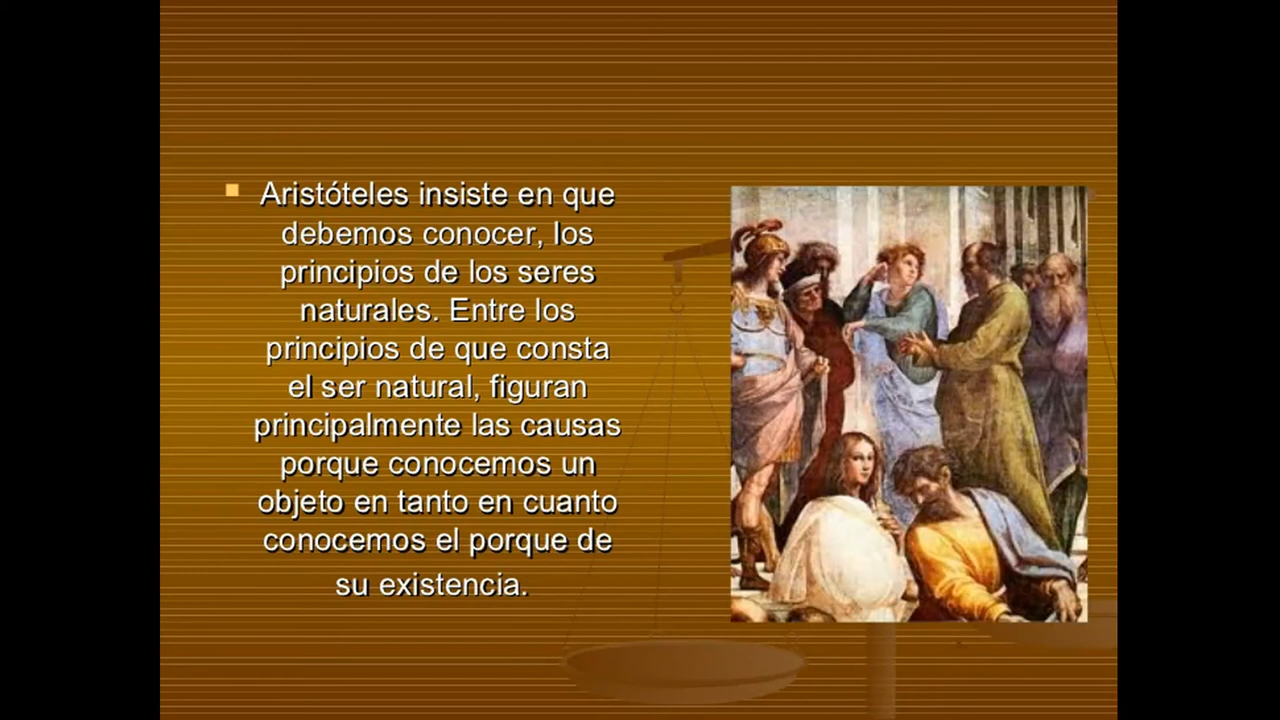 Aristóteles insiste en que
debemos conocer, los
principios de los seres
naturales. Entre los
principios de que consta
el ser natural, figuran
principalmente las causas
porque conocemos un
objeto en tanto en cuanto
conocemos el porque de
su existencia.